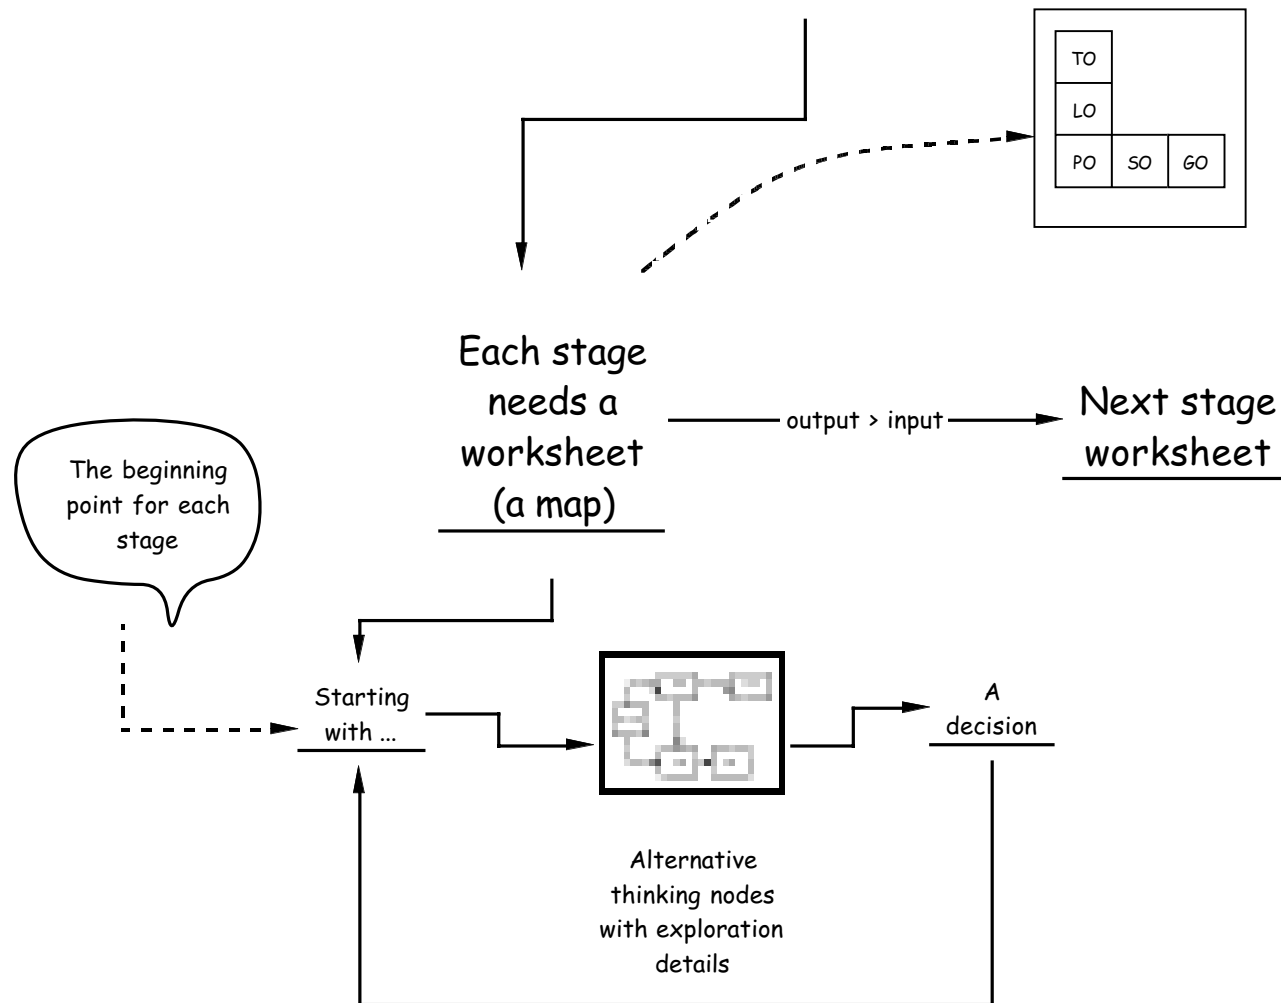 TO
LO
PO SO GO
Each stage
needs a
worksheet
(a map)
output > input
Next stage
worksheet
The beginning
point for each
stage
Starting
with ...
A
decision
Alternative
thinking nodes
with exploration
details